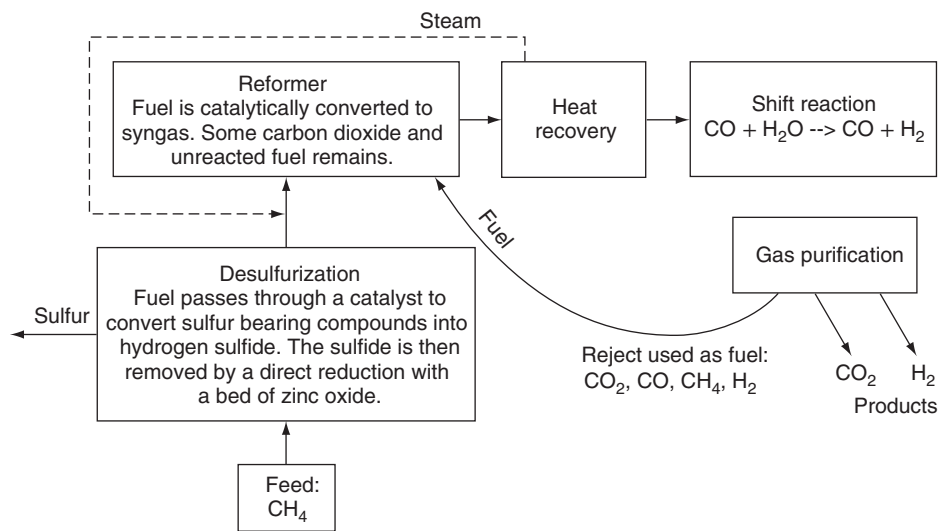 Steam
Reformer
Fuel is catalytically converted to
syngas. Some carbon dioxide and
unreacted fuel remains.
Heat
recovery
Shift reaction
CO + H₂O --> CO + H₂
Fuel
Gas purification
Desulfurization
Fuel passes through a catalyst to
convert sulfur bearing compounds into
hydrogen sulfide. The sulfide is then
removed by a direct reduction with
a bed of zinc oxide.
Sulfur
Reject used as fuel:
CO₂, CO, CH₄, H₂
CO₂ H₂
Products
Feed:
CH₄